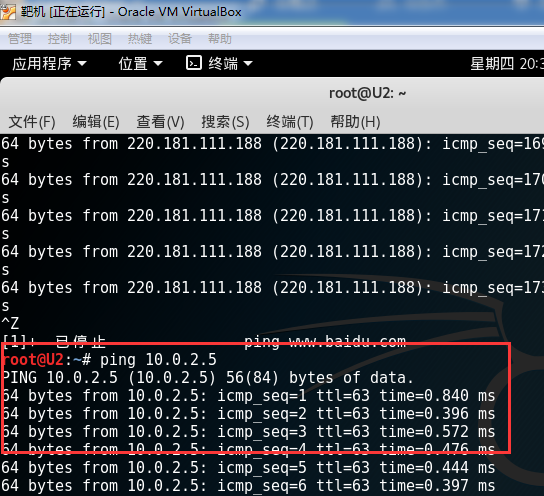 靶机 [正在运行] - Oracle VM VirtualBox
管理 控制 视图 热键 设备 帮助
应用程序 位置 终端 星期四 20:3
root@U2: ~
文件(F) 编辑(E) 查看(V) 搜索(S) 终端(T) 帮助(H)
64 bytes from 220.181.111.188 (220.181.111.188): icmp_seq=169
s
64 bytes from 220.181.111.188 (220.181.111.188): icmp_seq=170
s
64 bytes from 220.181.111.188 (220.181.111.188): icmp_seq=171
s
64 bytes from 220.181.111.188 (220.181.111.188): icmp_seq=172
s
64 bytes from 220.181.111.188 (220.181.111.188): icmp_seq=173
s
^Z
[1]+ 已停止 ping www.baidu.com
root@U2:~# ping 10.0.2.5
PING 10.0.2.5 (10.0.2.5) 56(84) bytes of data.
64 bytes from 10.0.2.5: icmp_seq=1 ttl=63 time=0.840 ms
64 bytes from 10.0.2.5: icmp_seq=2 ttl=63 time=0.396 ms
64 bytes from 10.0.2.5: icmp_seq=3 ttl=63 time=0.572 ms
64 bytes from 10.0.2.5: icmp_seq=4 ttl=63 time=0.476 ms
64 bytes from 10.0.2.5: icmp_seq=5 ttl=63 time=0.444 ms
64 bytes from 10.0.2.5: icmp_seq=6 ttl=63 time=0.397 ms